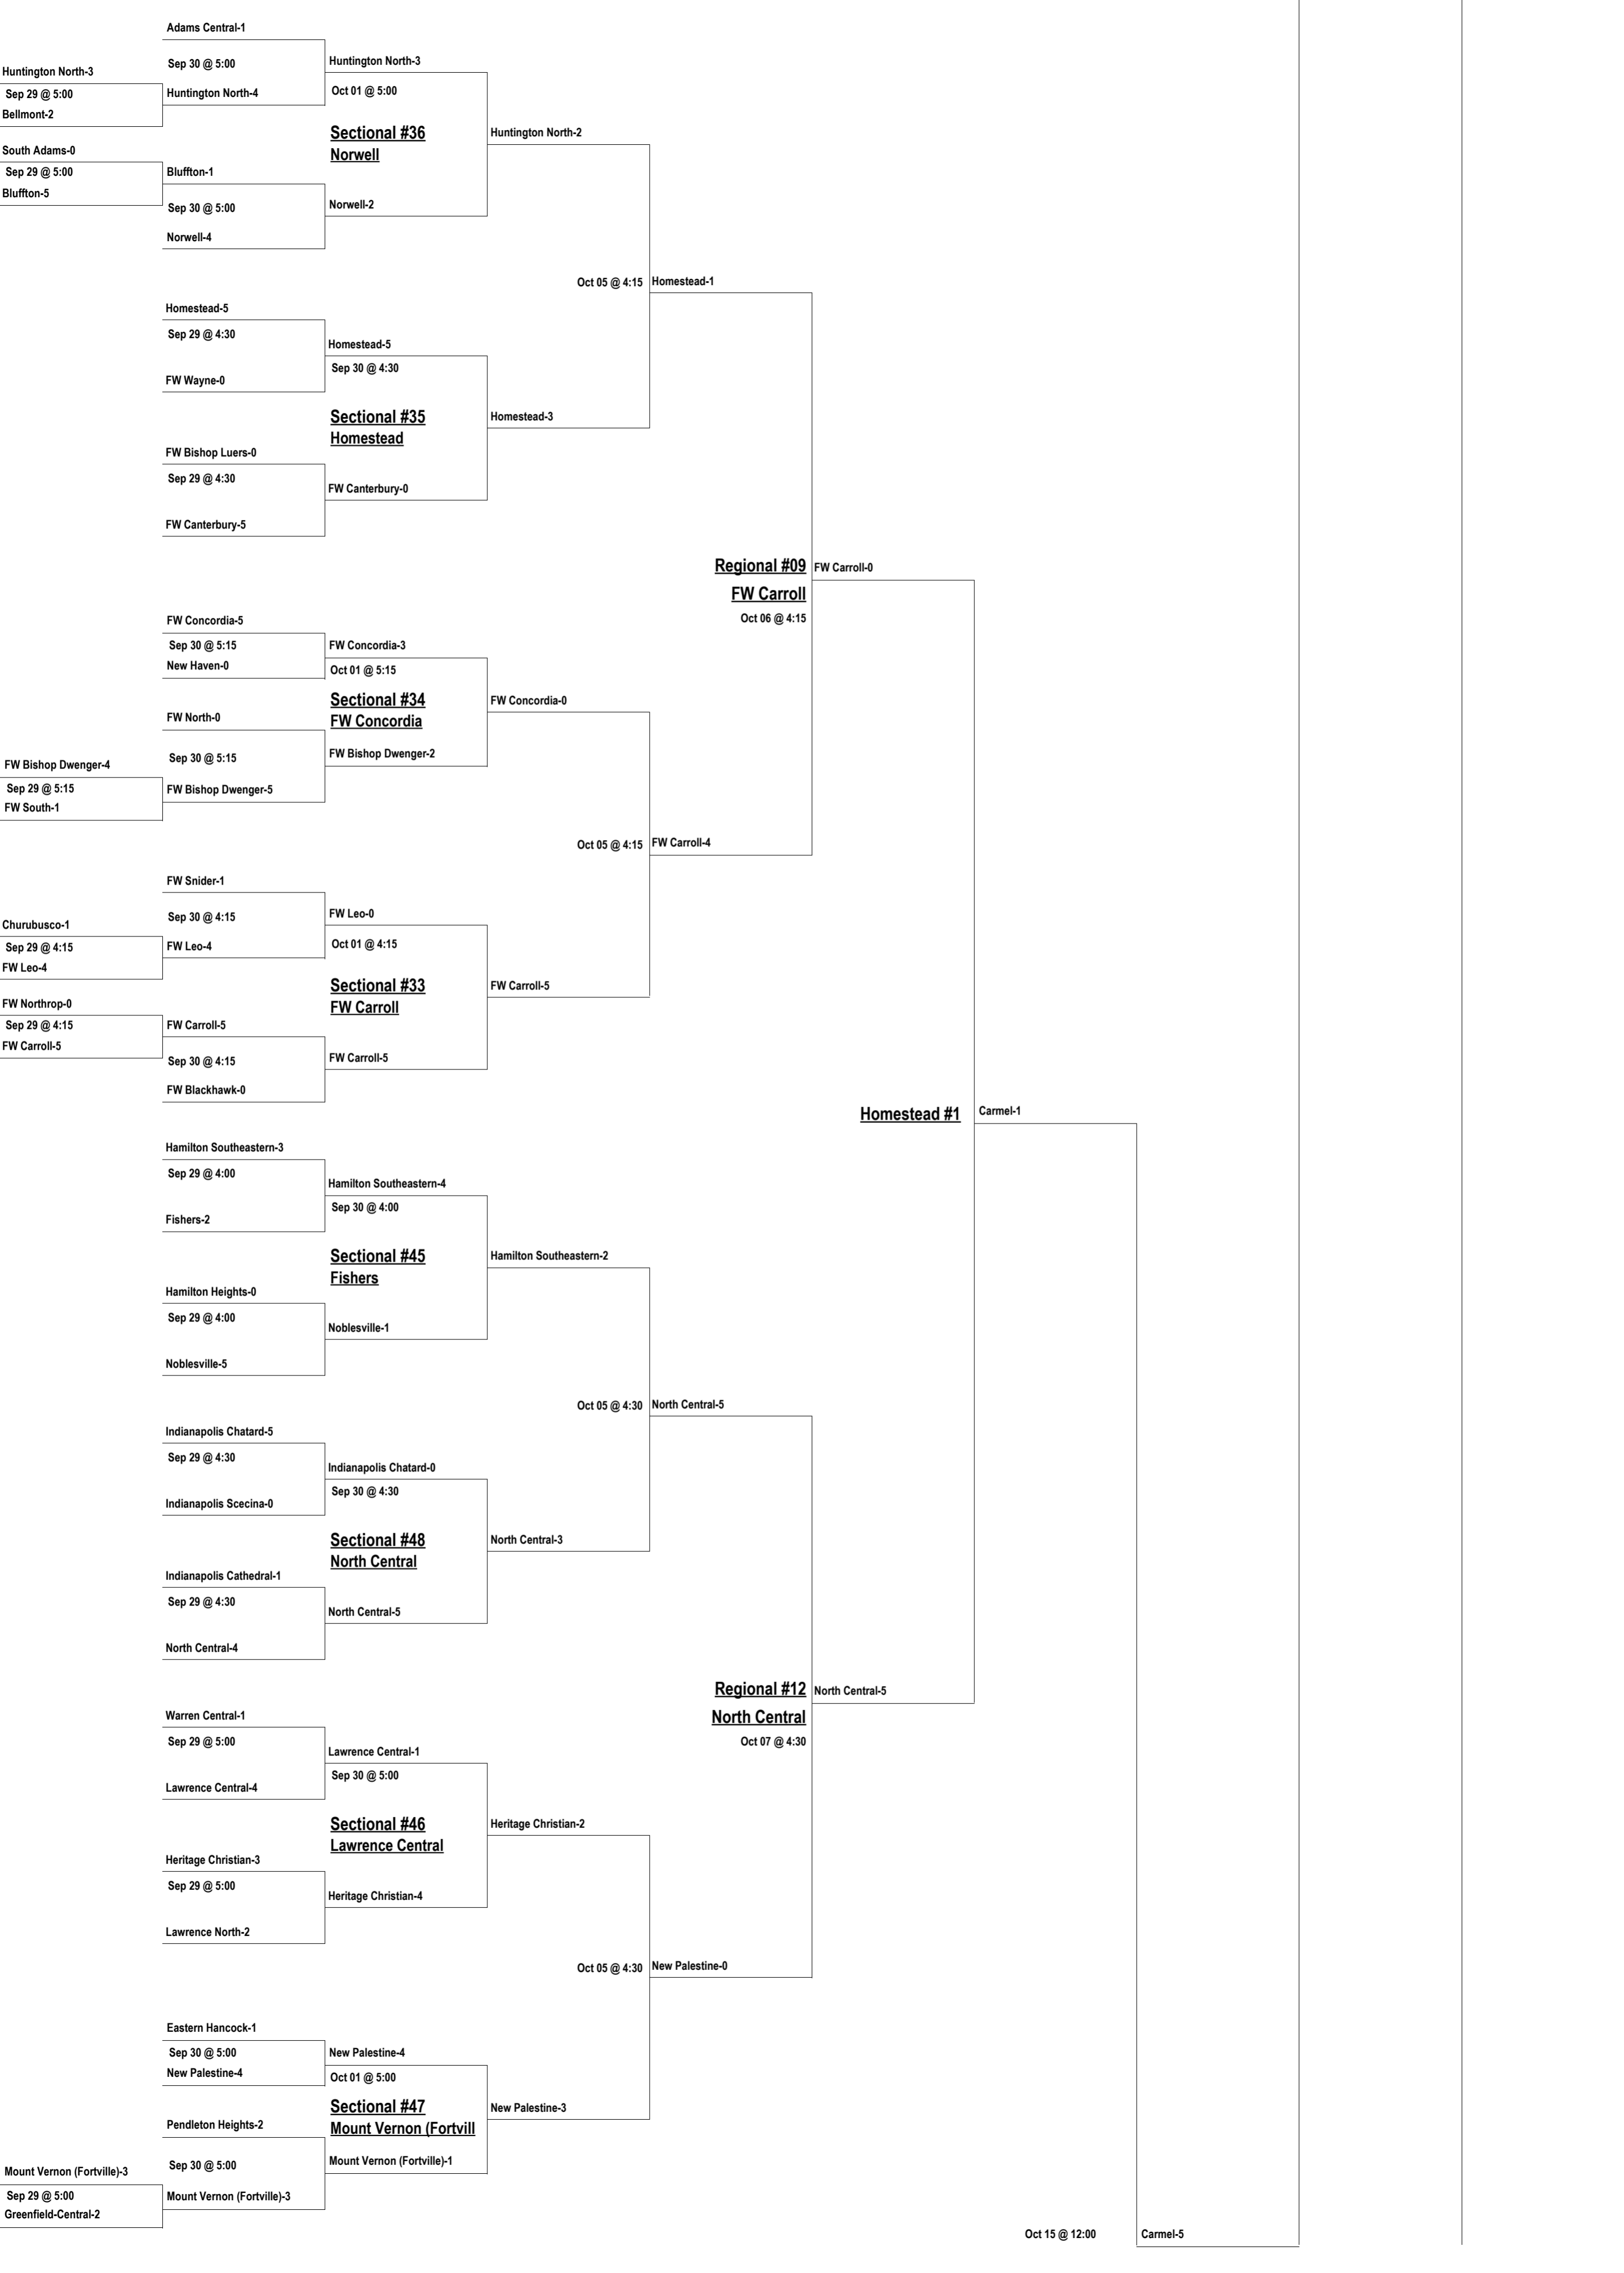 Adams Central-1
Sep 30 @ 5:00
Huntington North-3
Huntington North-3
Sep 29 @ 5:00
Huntington North-4
Oct 01 @ 5:00
Bellmont-2
Sectional #36
Huntington North-2
Norwell
South Adams-0
Sep 29 @ 5:00
Bluffton-1
Bluffton-5
Sep 30 @ 5:00
Norwell-2
Norwell-4
Oct 05 @ 4:15
Homestead-1
Homestead-5
Sep 29 @ 4:30
Homestead-5
Sep 30 @ 4:30
FW Wayne-0
Sectional #35
Homestead-3
Homestead
FW Bishop Luers-0
Sep 29 @ 4:30
FW Canterbury-0
FW Canterbury-5
Regional #09
FW Carroll-0
FW Carroll
Oct 06 @ 4:15
FW Concordia-5
Sep 30 @ 5:15
FW Concordia-3
New Haven-0
Oct 01 @ 5:15
Sectional #34
FW Concordia-0
FW North-0
FW Concordia
Sep 30 @ 5:15
FW Bishop Dwenger-2
FW Bishop Dwenger-4
Sep 29 @ 5:15
FW Bishop Dwenger-5
FW South-1
Oct 05 @ 4:15
FW Carroll-4
FW Snider-1
Sep 30 @ 4:15
FW Leo-0
Churubusco-1
Sep 29 @ 4:15
FW Leo-4
Oct 01 @ 4:15
FW Leo-4
Sectional #33
FW Carroll-5
FW Northrop-0
FW Carroll
Sep 29 @ 4:15
FW Carroll-5
FW Carroll-5
Sep 30 @ 4:15
FW Carroll-5
FW Blackhawk-0
Homestead #1
Carmel-1
Hamilton Southeastern-3
Sep 29 @ 4:00
Hamilton Southeastern-4
Sep 30 @ 4:00
Fishers-2
Sectional #45
Hamilton Southeastern-2
Fishers
Hamilton Heights-0
Sep 29 @ 4:00
Noblesville-1
Noblesville-5
Oct 05 @ 4:30
North Central-5
Indianapolis Chatard-5
Sep 29 @ 4:30
Indianapolis Chatard-0
Sep 30 @ 4:30
Indianapolis Scecina-0
Sectional #48
North Central-3
North Central
Indianapolis Cathedral-1
Sep 29 @ 4:30
North Central-5
North Central-4
Regional #12
North Central-5
North Central
Oct 07 @ 4:30
Warren Central-1
Sep 29 @ 5:00
Lawrence Central-1
Sep 30 @ 5:00
Lawrence Central-4
Sectional #46
Heritage Christian-2
Lawrence Central
Heritage Christian-3
Sep 29 @ 5:00
Heritage Christian-4
Lawrence North-2
Oct 05 @ 4:30
New Palestine-0
Eastern Hancock-1
Sep 30 @ 5:00
New Palestine-4
New Palestine-4
Oct 01 @ 5:00
Sectional #47
New Palestine-3
Pendleton Heights-2
Mount Vernon (Fortvill
Sep 30 @ 5:00
Mount Vernon (Fortville)-1
Mount Vernon (Fortville)-3
Sep 29 @ 5:00
Mount Vernon (Fortville)-3
Greenfield-Central-2
Oct 15 @ 12:00
Carmel-5